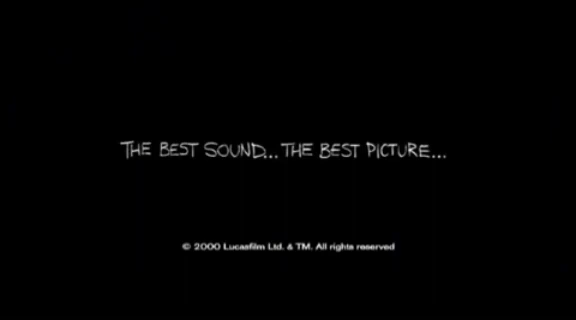 THE BEST SOUND... THE BEST PICTURE...
© 2000 Lucasfilm Ltd. & TM. All rights reserved